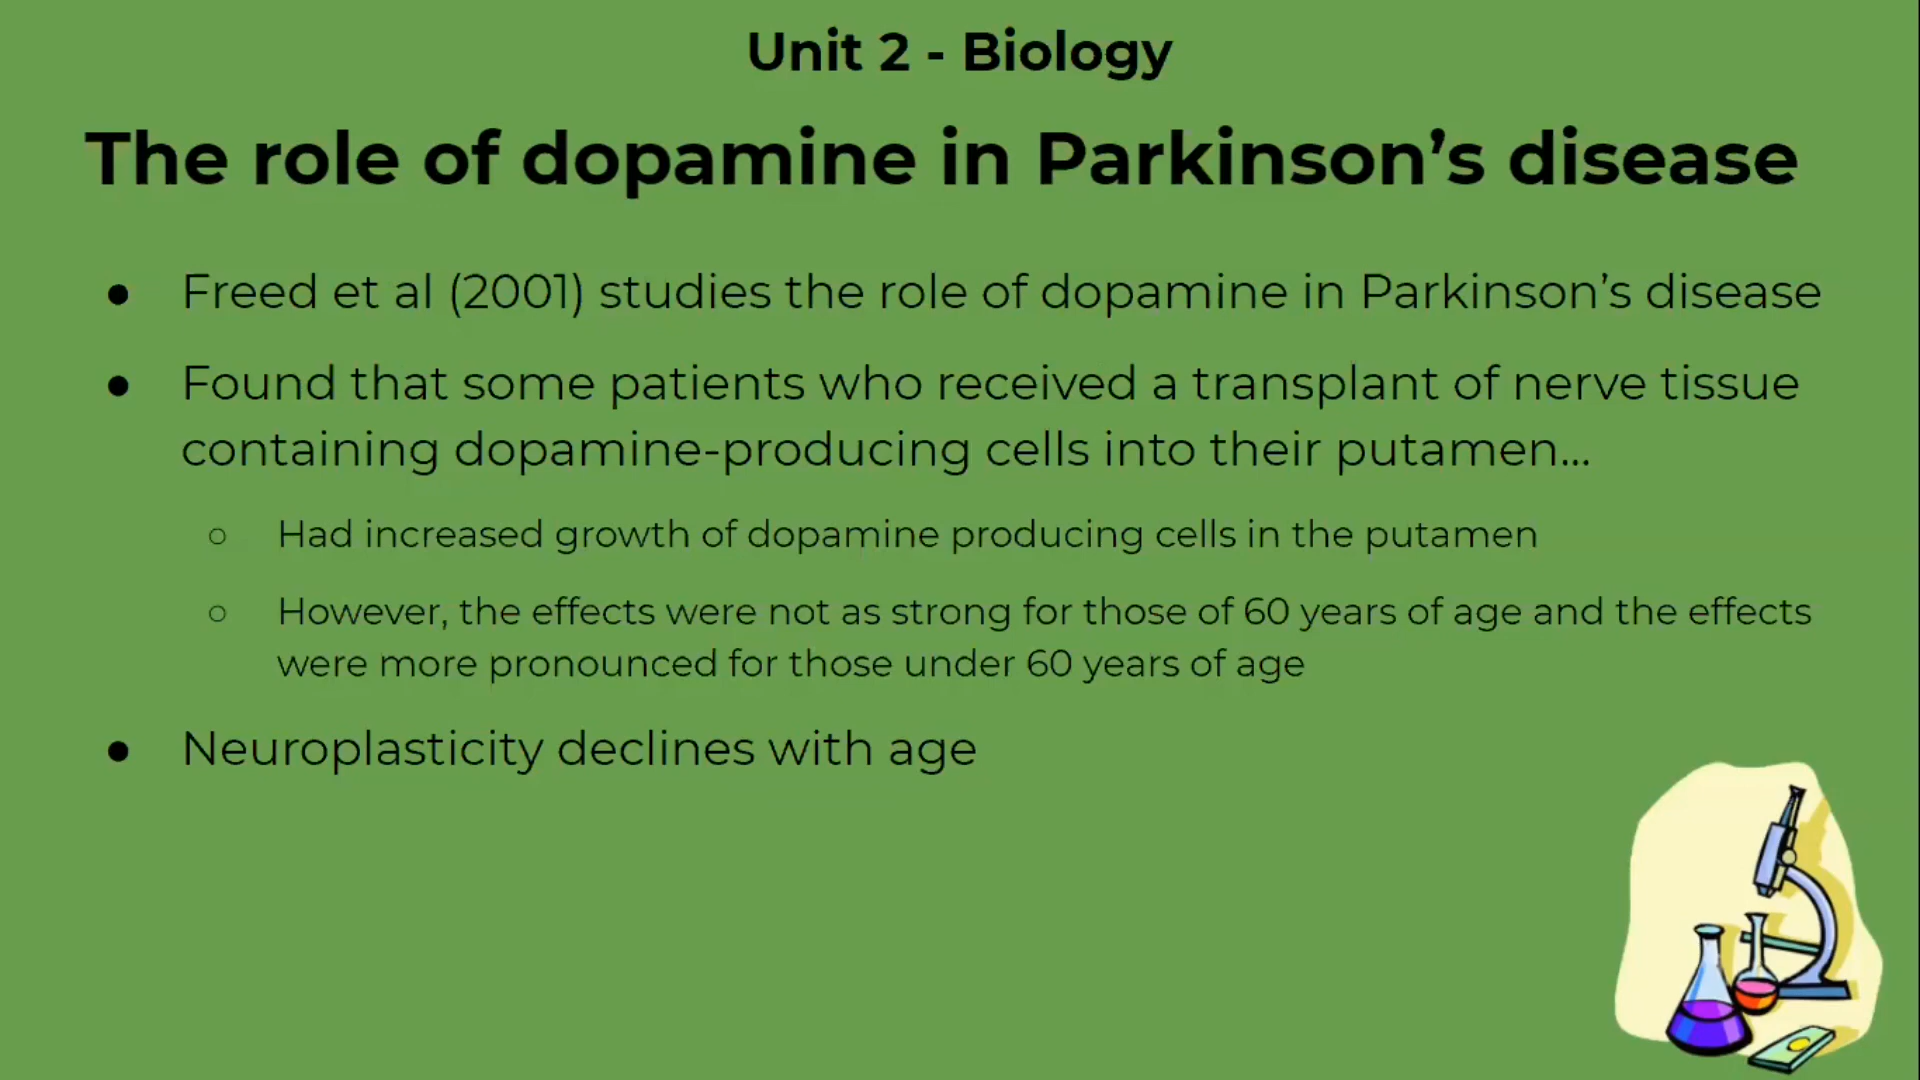 Unit 2 - Biology
The role of dopamine in Parkinson’s disease
● Freed et al (2001) studies the role of dopamine in Parkinson’s disease
● Found that some patients who received a transplant of nerve tissue
containing dopamine-producing cells into their putamen...
○ Had increased growth of dopamine producing cells in the putamen
○ However, the effects were not as strong for those of 60 years of age and the effects
were more pronounced for those under 60 years of age
● Neuroplasticity declines with age